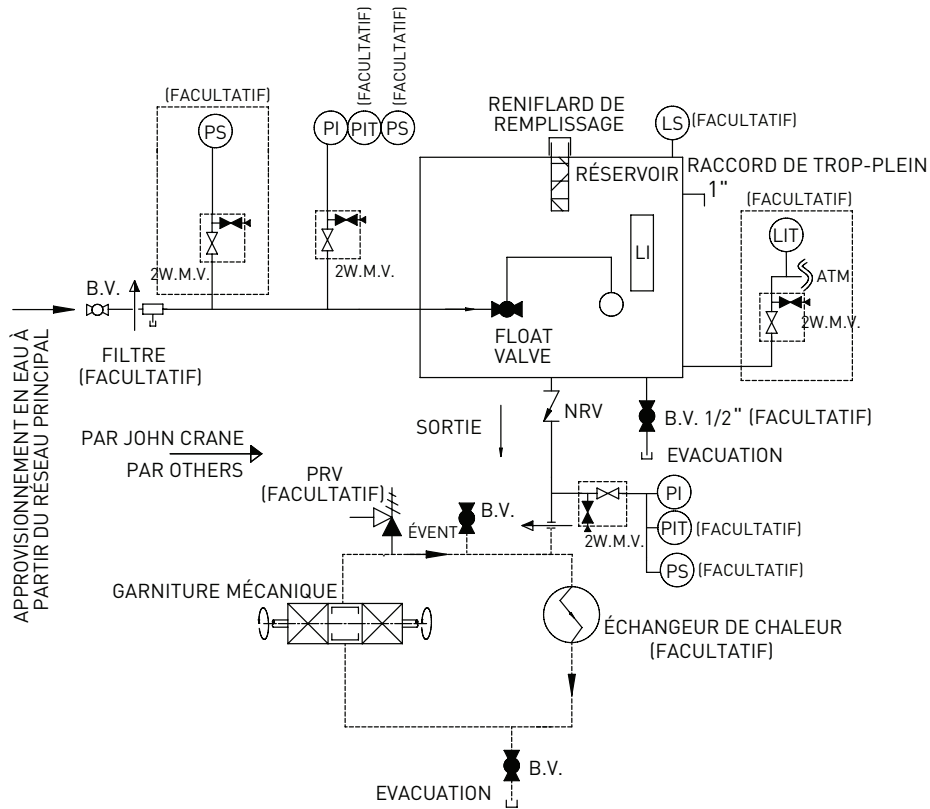 (FACULTATIF)
PS
2W.M.V.
PI
PIT
PS
(FACULTATIF)
(FACULTATIF)
2W.M.V.
RENIFLARD DE
REMPLISSAGE
LS
(FACULTATIF)
RÉSERVOIR
RACCORD DE TROP-PLEIN
1"
(FACULTATIF)
LIT
ATM
2W.M.V.
LI
B.V.
FILTRE
(FACULTATIF)
FLOAT
VALVE
APPROVISIONNEMENT EN EAU À
PARTIR DU RÉSEAU PRINCIPAL
NRV
SORTIE
B.V. 1/2" (FACULTATIF)
EVACUATION
PAR JOHN CRANE
PAR OTHERS
PRV
(FACULTATIF)
ÉVENT
B.V.
2W.M.V.
PI
PIT
(FACULTATIF)
PS
(FACULTATIF)
GARNITURE MÉCANIQUE
ÉCHANGEUR DE CHALEUR
(FACULTATIF)
B.V.
EVACUATION